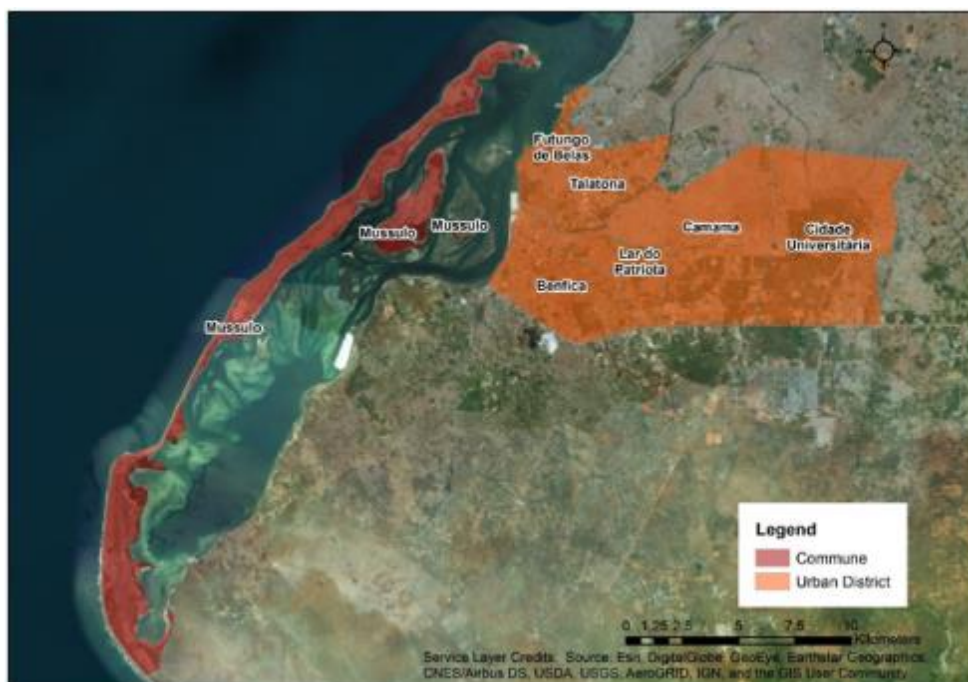 Futungo
de Belas
Talatona
Mussulo
Mussulo
Camama
Cidade
Universitária
Lar do
Patriota
Benfica
Mussulo
Legend
Commune
Urban District
0 1.25 2.5 5 7.5 10
Kilometers
Service Layer Credits: Source: Esri, DigitalGlobe, GeoEye, Earthstar Geographics,
CNES/Airbus DS, USDA, USGS, AeroGRID, IGN, and the GIS User Community